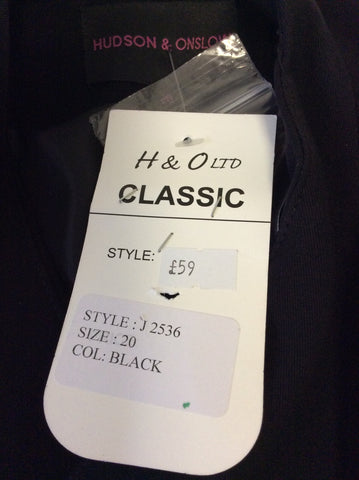 HUDSON & ONSLOW
H & O LTD
CLASSIC
STYLE:
£59
STYLE : J 2536
SIZE : 20
COL: BLACK